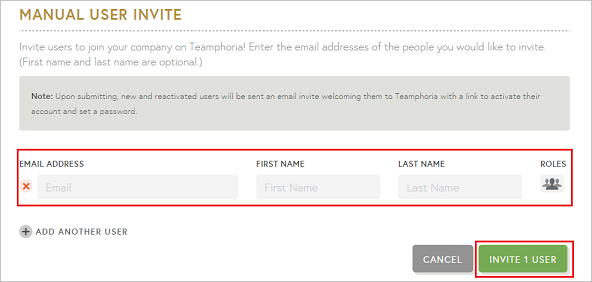 MANUAL USER INVITE
Invite users to join your company on Teamphoria! Enter the email addresses of the people you would like to invite.
(First name and last name are optional.)
Note: Upon submitting, new and reactivated users will be sent an email invite welcoming them to Teamphoria with a link to activate their
account and set a password.
EMAIL ADDRESS FIRST NAME LAST NAME ROLES
Email First Name Last Name
ADD ANOTHER USER
CANCEL INVITE 1 USER